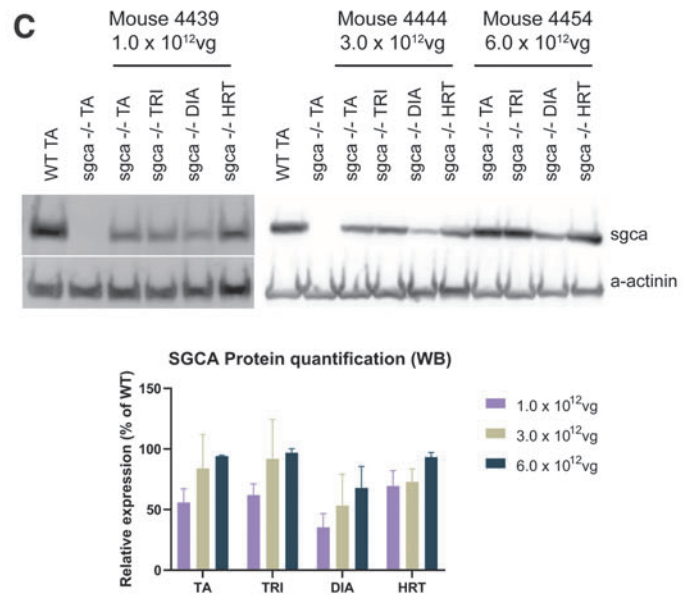 C
Mouse 4439
1.0 x 10¹²vg
Mouse 4444
3.0 x 10¹²vg
Mouse 4454
6.0 x 10¹²vg
WT TA
sgca -/- TA
sgca -/- TA
sgca -/- TRI
sgca -/- DIA
sgca -/- HRT
WT TA
sgca -/- TA
sgca -/- TA
sgca -/- TRI
sgca -/- DIA
sgca -/- HRT
sgca -/- TA
sgca -/- TRI
sgca -/- DIA
sgca -/- HRT
sgca
a-actinin
SGCA Protein quantification (WB)
Relative expression (% of WT)
150
100
50
0
TA TRI DIA HRT
1.0 x 10¹²vg
3.0 x 10¹²vg
6.0 x 10¹²vg